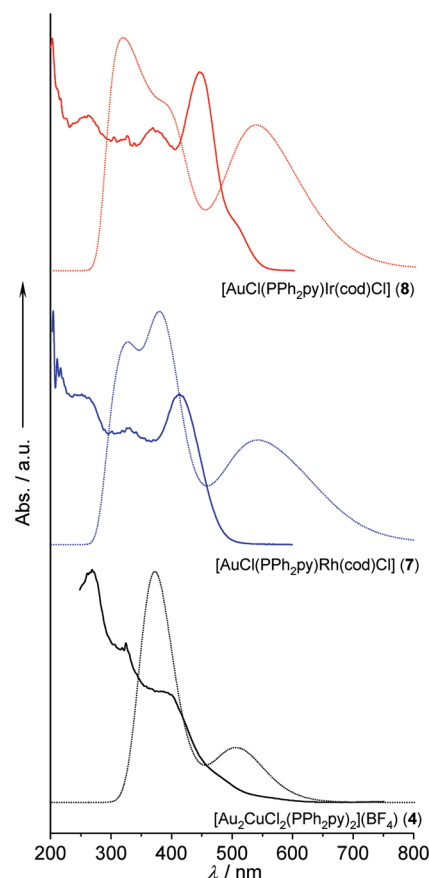 [AuCl(PPh₂py)Ir(cod)Cl] (8)
Abs. / a.u.
[AuCl(PPh₂py)Rh(cod)Cl] (7)
[Au₂CuCl₂(PPh₂py)₂](BF₄) (4)
200 300 400 500 600 700 800
λ / nm